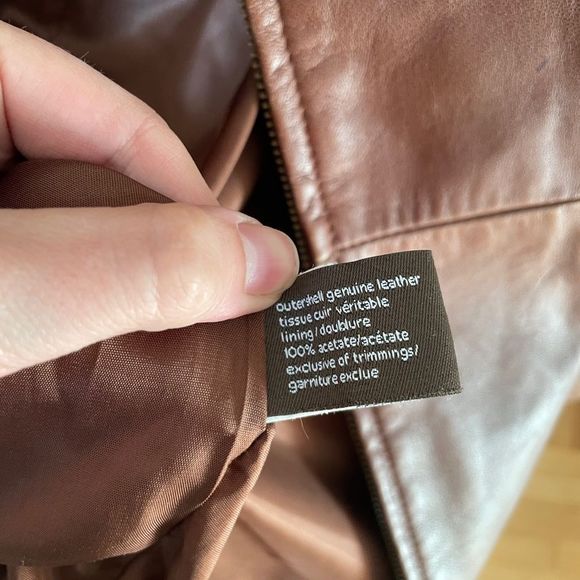 outershell genuine leather
tissue cuir véritable
lining/doublure
100% acetate/acétate
exclusive of trimmings/
garniture exclue